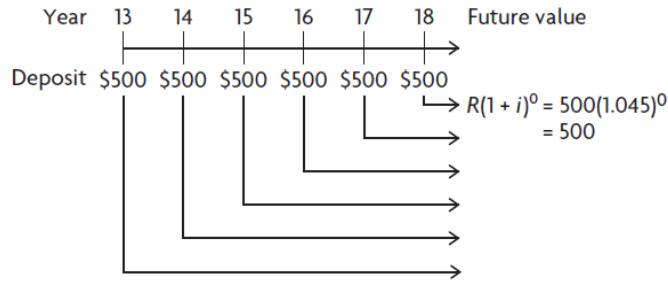 Year 13 14 15 16 17 18 Future value
Deposit $500 $500 $500 $500 $500 $500
R(1 + i)⁰ = 500(1.045)⁰
= 500